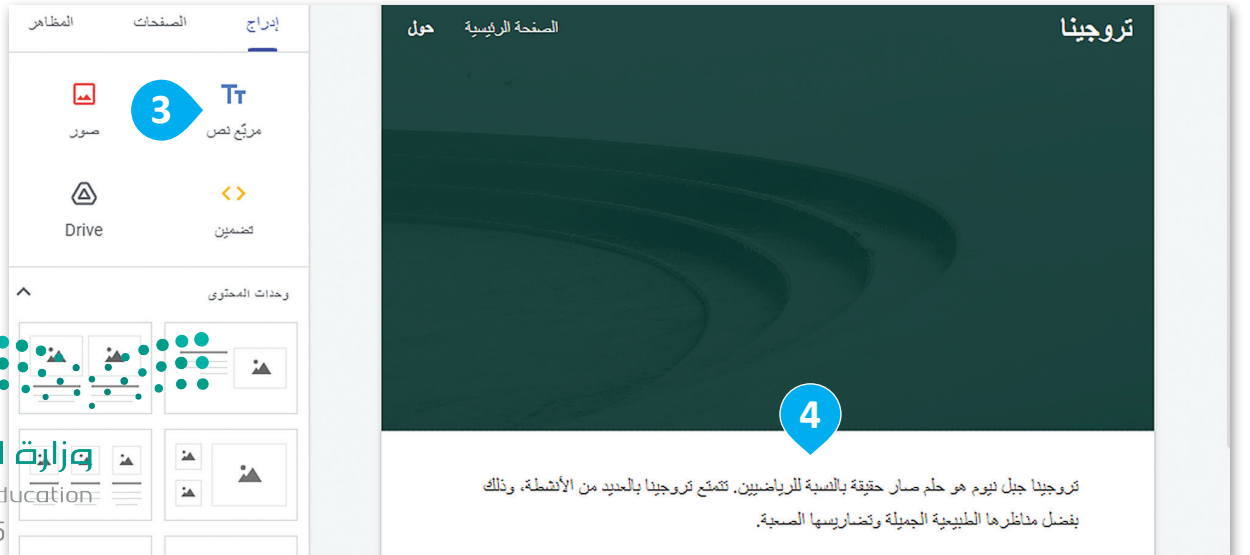 تروجينا
الصفحة الرئيسية حول
إدراج الصفحات المظاهر
3
مربّع نص صور
تضمين Drive
وحدات المحتوى
4
تروجينا جبل نيوم هو حلم صار حقيقة بالنسبة للرياضيين. تتمتع تروجينا بالعديد من الأنشطة، وذلك
بفضل مناظرها الطبيعية الجميلة وتضاريسها الصعبة.
وزارة
ducation